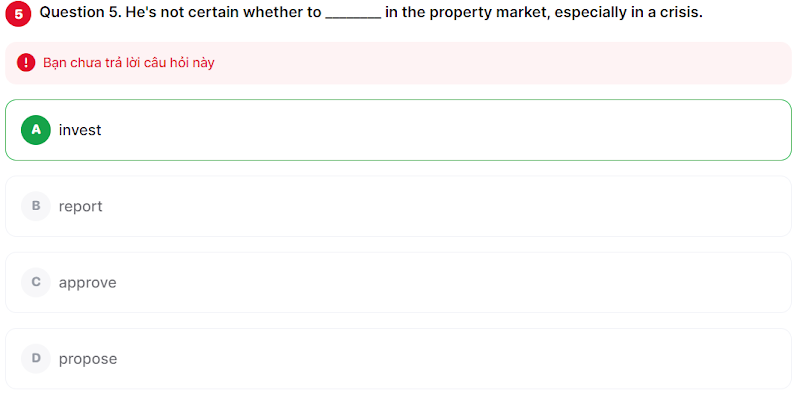 5 Question 5. He's not certain whether to ________ in the property market, especially in a crisis.
! Bạn chưa trả lời câu hỏi này
A invest
B report
C approve
D propose